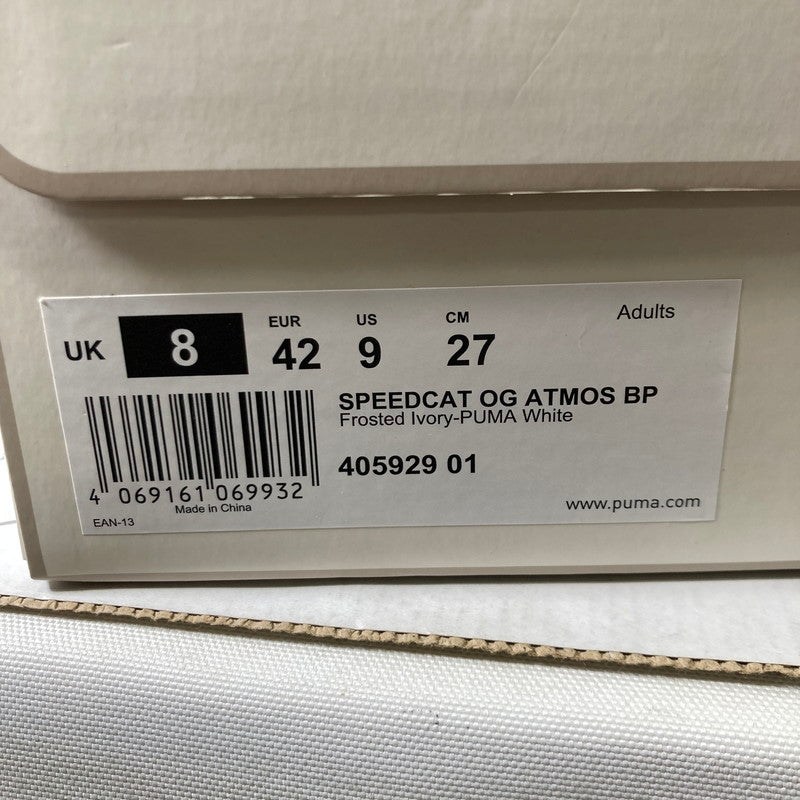 Adults
EUR US CM
UK 8 42 9 27
SPEEDCAT OG ATMOS BP
Frosted Ivory-PUMA White
405929 01
4 069161 069932
Made in China
EAN-13
www.puma.com